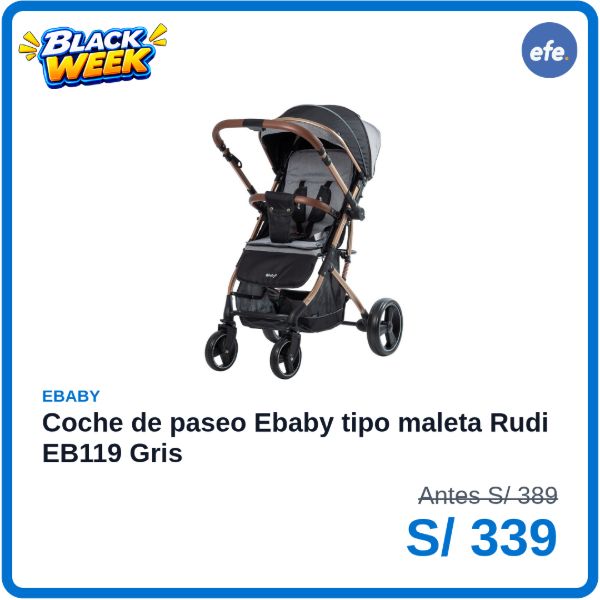 BLACK
WEEK
efe.
EBABY
Coche de paseo Ebaby tipo maleta Rudi
EB119 Gris
Antes S/ 389
S/ 339